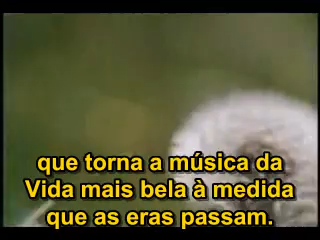 que torna a música da
Vida mais bela à medida
que as eras passam.